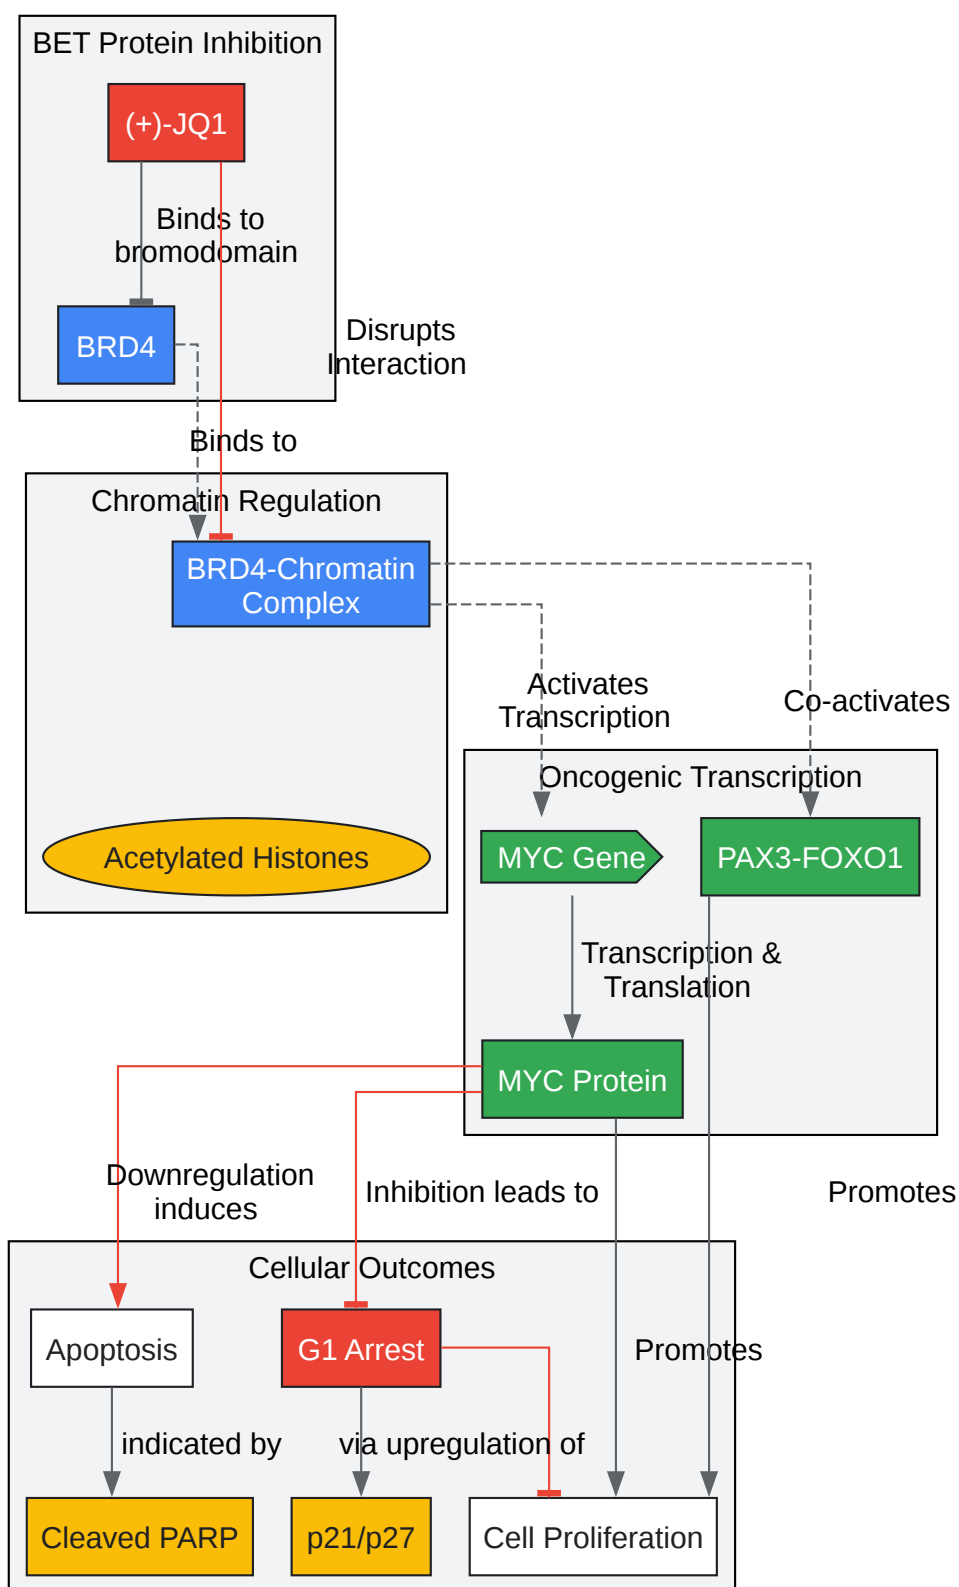 BET Protein Inhibition
(+)-JQ1
Binds to
bromodomain
BRD4
Disrupts
Interaction
Binds to
Chromatin Regulation
BRD4-Chromatin
Complex
Activates
Transcription
Co-activates
Oncogenic Transcription
Acetylated Histones
MYC Gene
PAX3-FOXO1
Transcription &
Translation
MYC Protein
Downregulation
induces
Inhibition leads to
Promotes
Cellular Outcomes
Apoptosis
G1 Arrest
Promotes
indicated by
via upregulation of
Cleaved PARP
p21/p27
Cell Proliferation